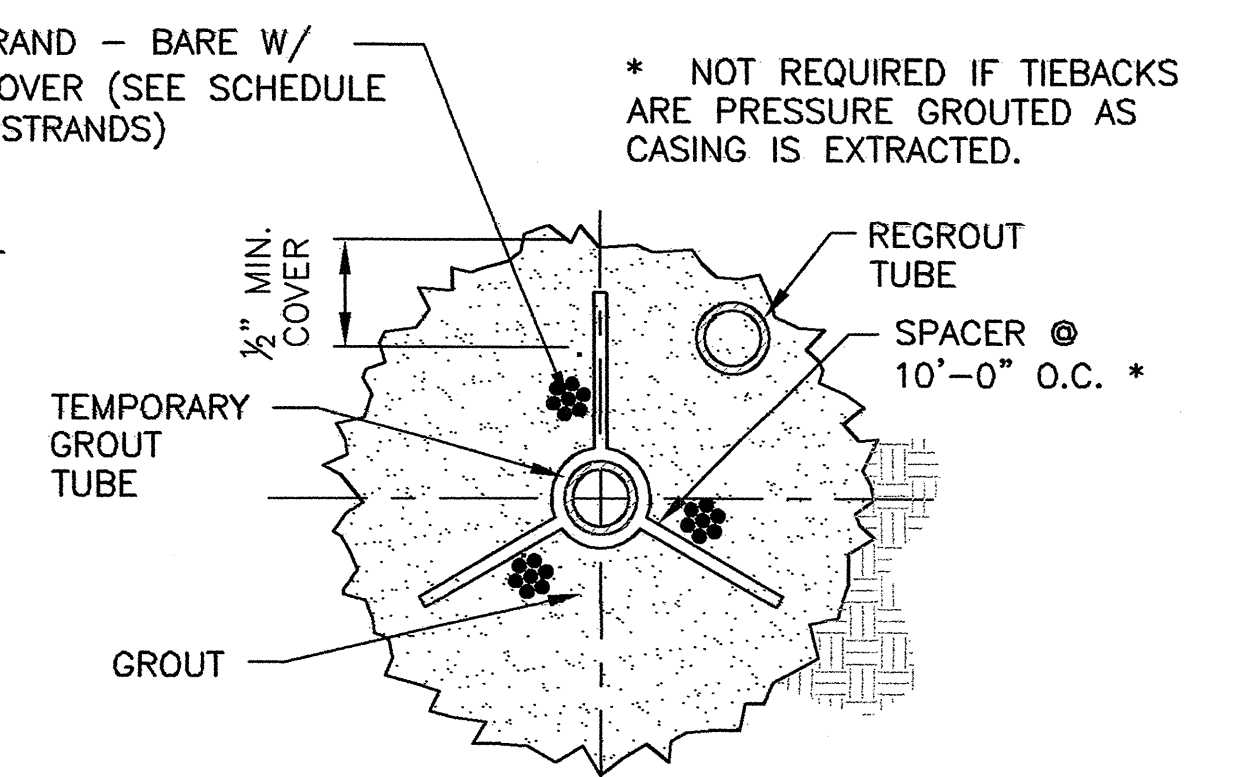 RAND – BARE W/
OVER (SEE SCHEDULE
STRANDS)
* NOT REQUIRED IF TIEBACKS
ARE PRESSURE GROUTED AS
CASING IS EXTRACTED.
½" MIN.
COVER
REGROUT
TUBE
SPACER @
10'–0" O.C. *
TEMPORARY
GROUT
TUBE
GROUT